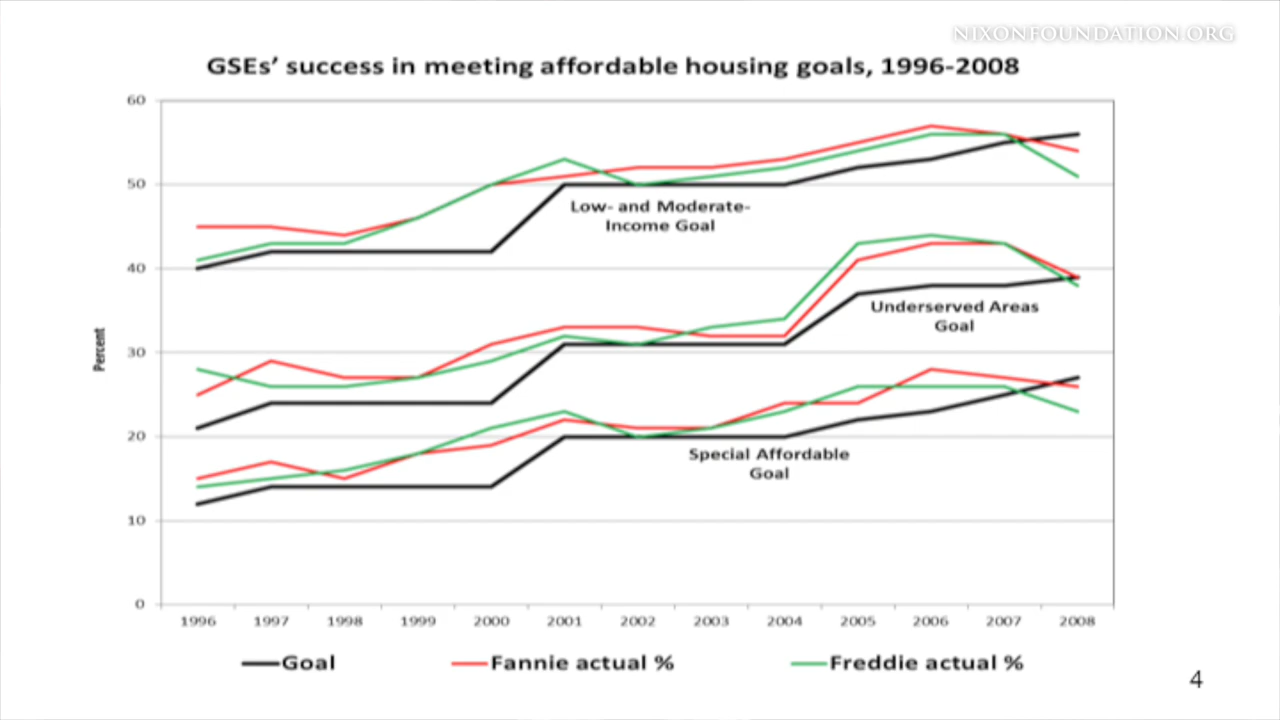 NIXONFOUNDATION.ORG
GSEs’ success in meeting affordable housing goals, 1996-2008
60
50
40
30
20
10
0
Percent
Low- and Moderate-
Income Goal
Underserved Areas
Goal
Special Affordable
Goal
1996 1997 1998 1999 2000 2001 2002 2003 2004 2005 2006 2007 2008
Goal Fannie actual % Freddie actual %
4